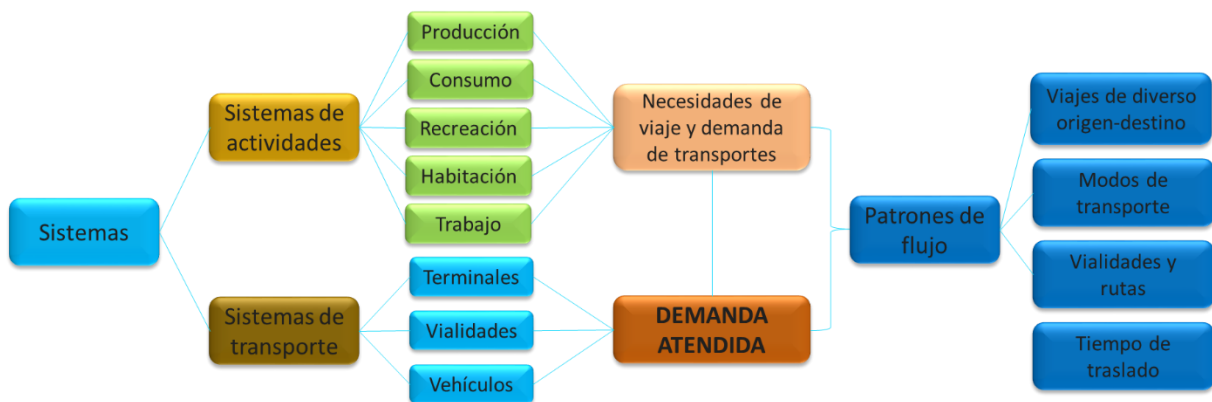 Sistemas
Sistemas de
actividades
Sistemas de
transporte
Producción
Consumo
Recreación
Habitación
Trabajo
Terminales
Vialidades
Vehículos
Necesidades de
viaje y demanda
de transportes
DEMANDA
ATENDIDA
Patrones de
flujo
Viajes de diverso
origen-destino
Modos de
transporte
Vialidades y
rutas
Tiempo de
traslado